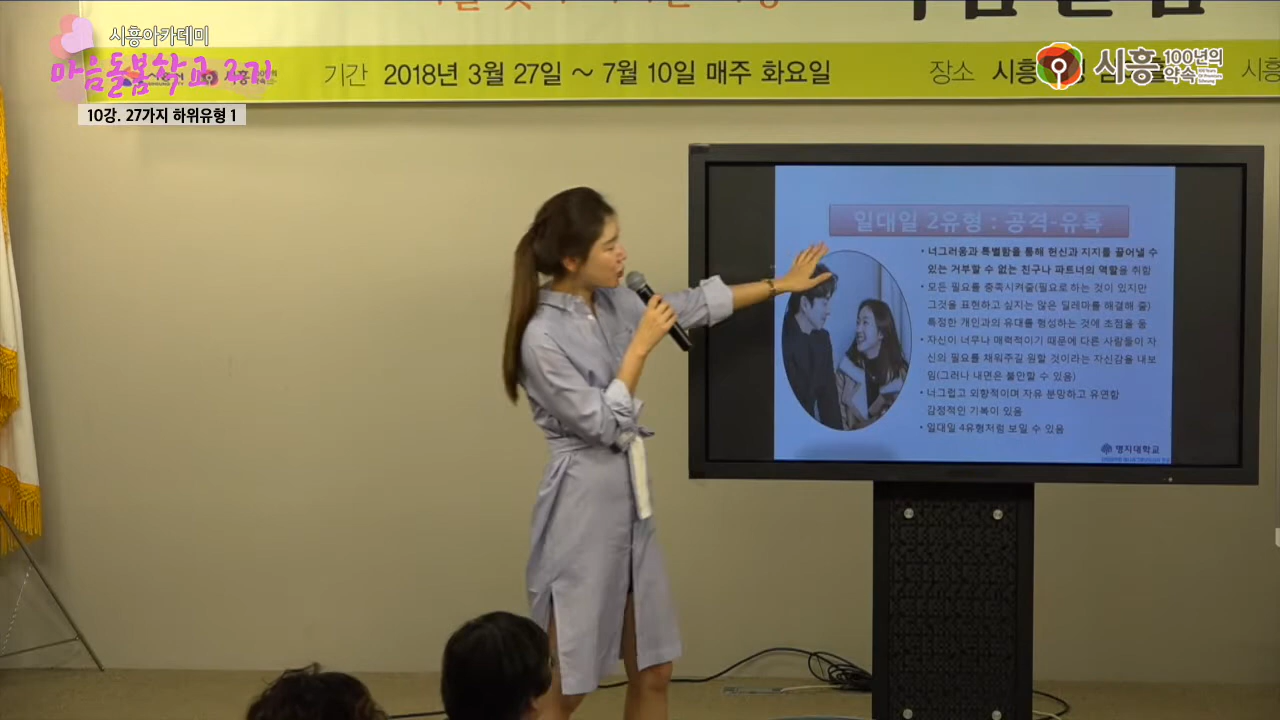 시흥아카데미
마음돌봄학교 2기
10강. 27가지 하위유형 1
기간 2018년 3월 27일 ~ 7월 10일 매주 화요일
장소 시흥
시흥 100년의
약속
일대일 2유형 : 공격-유혹
• 너그러움과 특별함을 통해 헌신과 지지를 끌어낼 수
있는 거부할 수 없는 친구나 파트너의 역할을 취함
• 모든 필요를 충족시켜줄(필요로 하는 것이 있지만
그것을 표현하고 싶지는 않은 딜레마를 해결해 줄)
특정한 개인과의 유대를 형성하는 것에 초점을 둠
• 자신이 너무나 매력적이기 때문에 다른 사람들이 자
신의 필요를 채워주길 원할 것이라는 자신감을 내보
임(그러나 내면은 불안할 수 있음)
• 너그럽고 외향적이며 자유 분방하고 유연함
감정적인 기복이 있음
• 일대일 4유형처럼 보일 수 있음
명지대학교